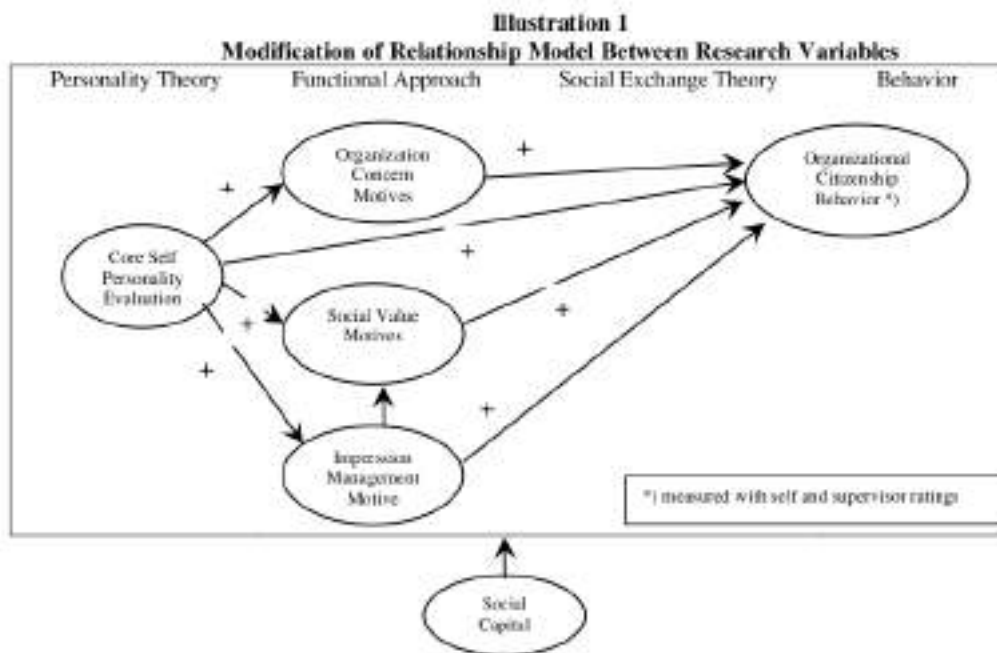 Illustration 1
Modification of Relationship Model Between Research Variables
Personality Theory Functional Approach Social Exchange Theory Behavior
Organization
Concern
Motives
+
Organizational
Citizenship
Behavior *)
+
+
Core Self
Personality
Evaluation
Social Value
Motives
+
+
+
+
Impression
Management
Motive
*) measured with self and supervisor ratings
Social
Capital